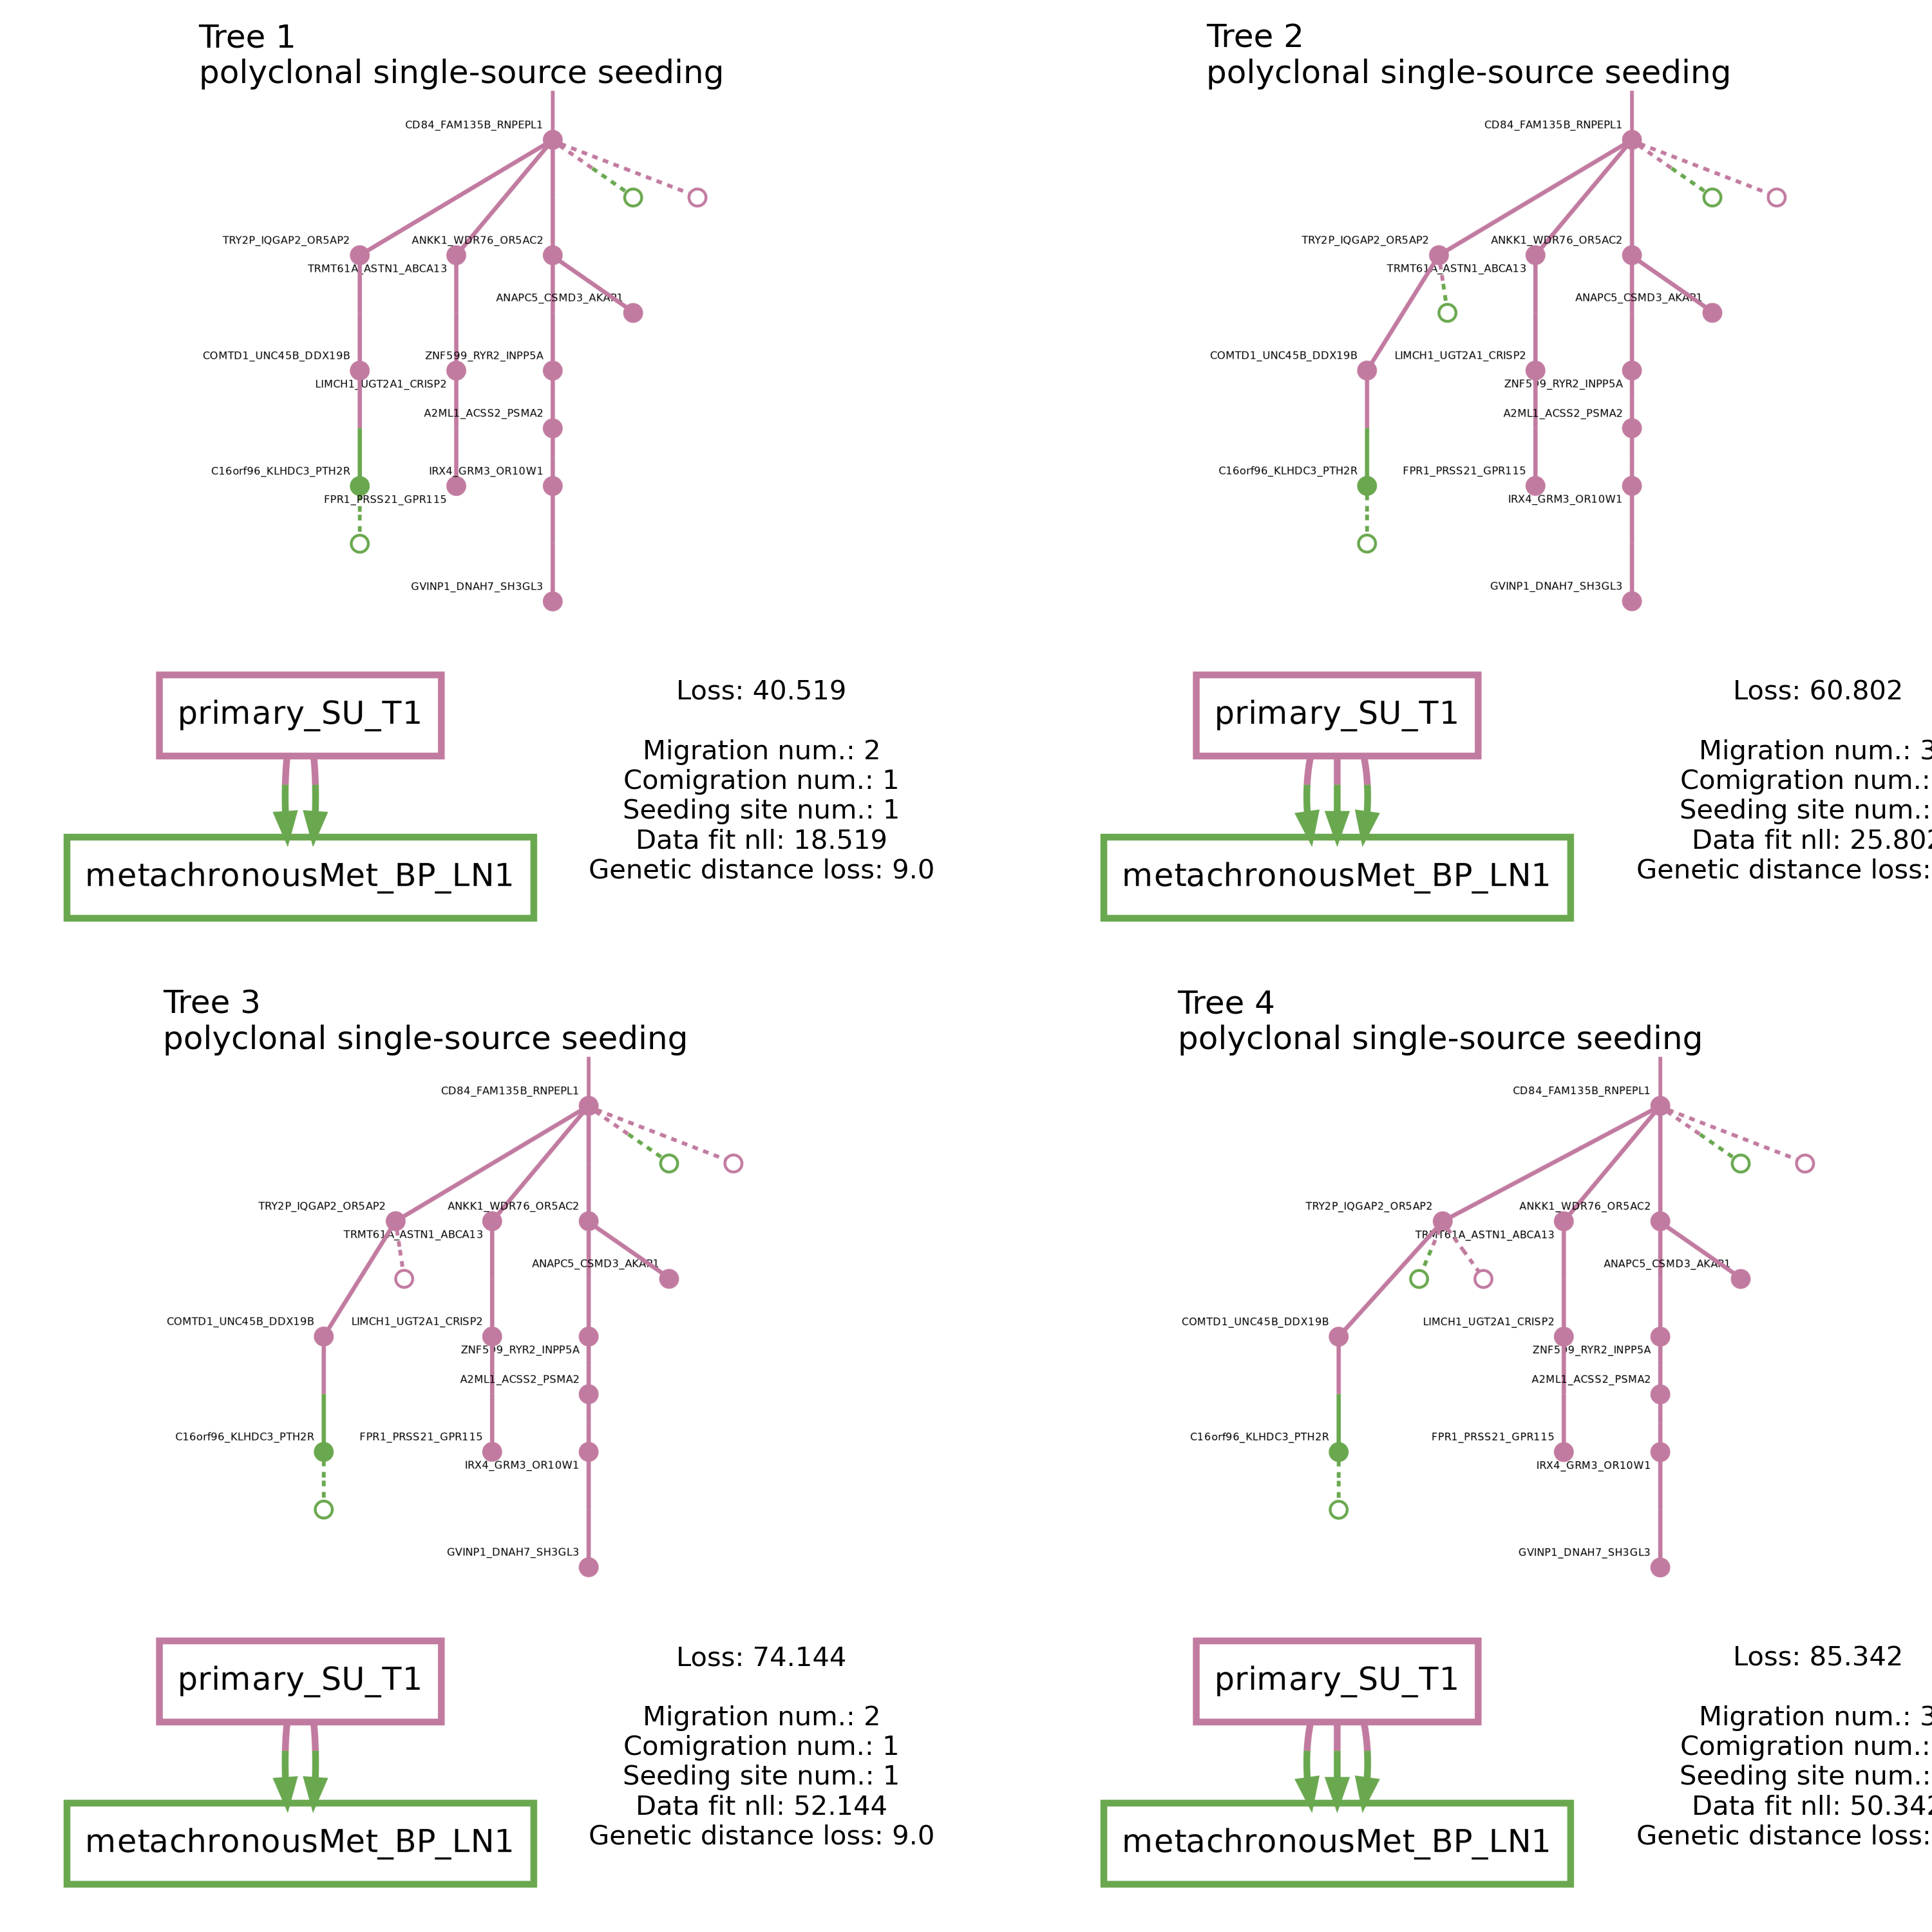 Tree 1
polyclonal single-source seeding
CD84_FAM135B_RNPEPL1
TRY2P_IQGAP2_OR5AP2
ANKK1_WDR76_OR5AC2
TRMT61A_ASTN1_ABCA13
ANAPC5_CSMD3_AKAP1
COMTD1_UNC45B_DDX19B
ZNF599_RYR2_INPP5A
LIMCH1_UGT2A1_CRISP2
A2ML1_ACSS2_PSMA2
C16orf96_KLHDC3_PTH2R
IRX4_GRM3_OR10W1
FPR1_PRSS21_GPR115
GVINP1_DNAH7_SH3GL3
primary_SU_T1
metachronousMet_BP_LN1
Loss: 40.519
Migration num.: 2
Comigration num.: 1
Seeding site num.: 1
Data fit nll: 18.519
Genetic distance loss: 9.0
Tree 2
polyclonal single-source seeding
CD84_FAM135B_RNPEPL1
TRY2P_IQGAP2_OR5AP2
ANKK1_WDR76_OR5AC2
TRMT61A_ASTN1_ABCA13
ANAPC5_CSMD3_AKAP1
COMTD1_UNC45B_DDX19B
LIMCH1_UGT2A1_CRISP2
ZNF599_RYR2_INPP5A
A2ML1_ACSS2_PSMA2
C16orf96_KLHDC3_PTH2R
FPR1_PRSS21_GPR115
IRX4_GRM3_OR10W1
GVINP1_DNAH7_SH3GL3
primary_SU_T1
metachronousMet_BP_LN1
Loss: 60.802
Migration num.: 3
Comigration num.:
Seeding site num.:
Data fit nll: 25.802
Genetic distance loss:
Tree 3
polyclonal single-source seeding
CD84_FAM135B_RNPEPL1
TRY2P_IQGAP2_OR5AP2
ANKK1_WDR76_OR5AC2
TRMT61A_ASTN1_ABCA13
ANAPC5_CSMD3_AKAP1
COMTD1_UNC45B_DDX19B
LIMCH1_UGT2A1_CRISP2
ZNF599_RYR2_INPP5A
A2ML1_ACSS2_PSMA2
C16orf96_KLHDC3_PTH2R
FPR1_PRSS21_GPR115
IRX4_GRM3_OR10W1
GVINP1_DNAH7_SH3GL3
primary_SU_T1
metachronousMet_BP_LN1
Loss: 74.144
Migration num.: 2
Comigration num.: 1
Seeding site num.: 1
Data fit nll: 52.144
Genetic distance loss: 9.0
Tree 4
polyclonal single-source seeding
CD84_FAM135B_RNPEPL1
TRY2P_IQGAP2_OR5AP2
ANKK1_WDR76_OR5AC2
TRMT61A_ASTN1_ABCA13
ANAPC5_CSMD3_AKAP1
COMTD1_UNC45B_DDX19B
LIMCH1_UGT2A1_CRISP2
ZNF599_RYR2_INPP5A
A2ML1_ACSS2_PSMA2
C16orf96_KLHDC3_PTH2R
FPR1_PRSS21_GPR115
IRX4_GRM3_OR10W1
GVINP1_DNAH7_SH3GL3
primary_SU_T1
metachronousMet_BP_LN1
Loss: 85.342
Migration num.: 3
Comigration num.:
Seeding site num.:
Data fit nll: 50.342
Genetic distance loss: